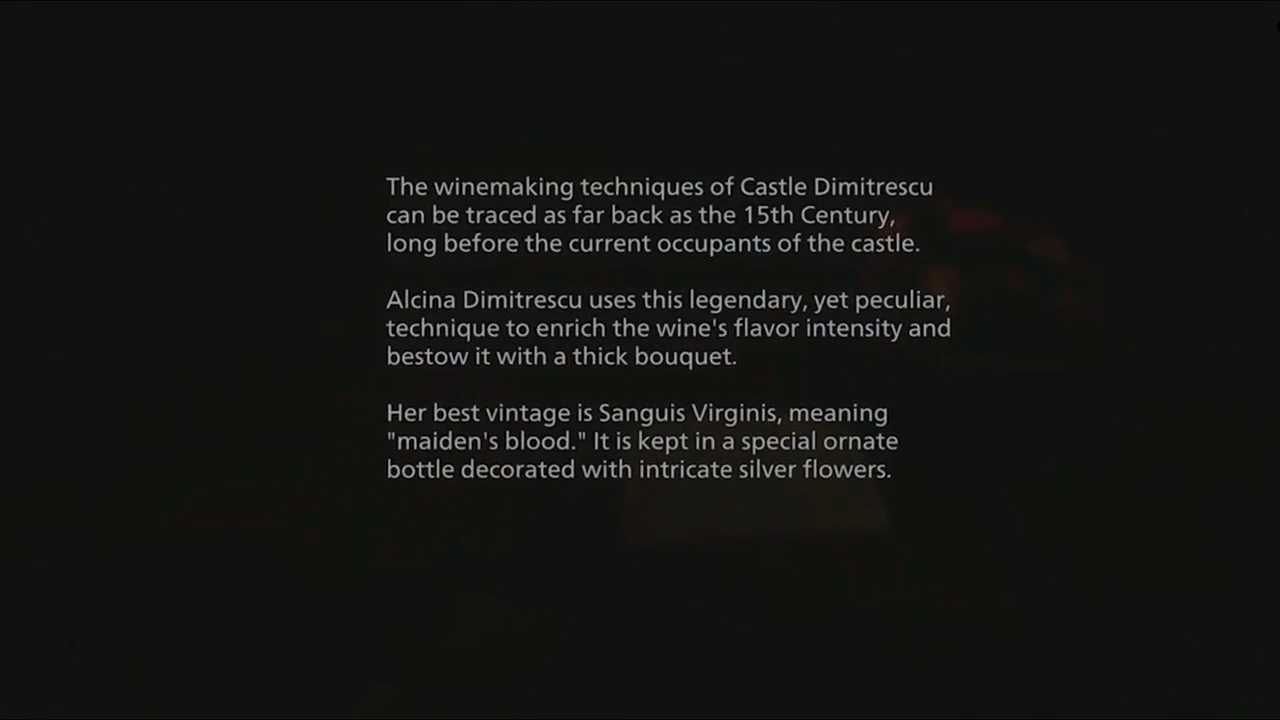 The winemaking techniques of Castle Dimitrescu
can be traced as far back as the 15th Century,
long before the current occupants of the castle.
Alcina Dimitrescu uses this legendary, yet peculiar,
technique to enrich the wine's flavor intensity and
bestow it with a thick bouquet.
Her best vintage is Sanguis Virginis, meaning
"maiden's blood." It is kept in a special ornate
bottle decorated with intricate silver flowers.